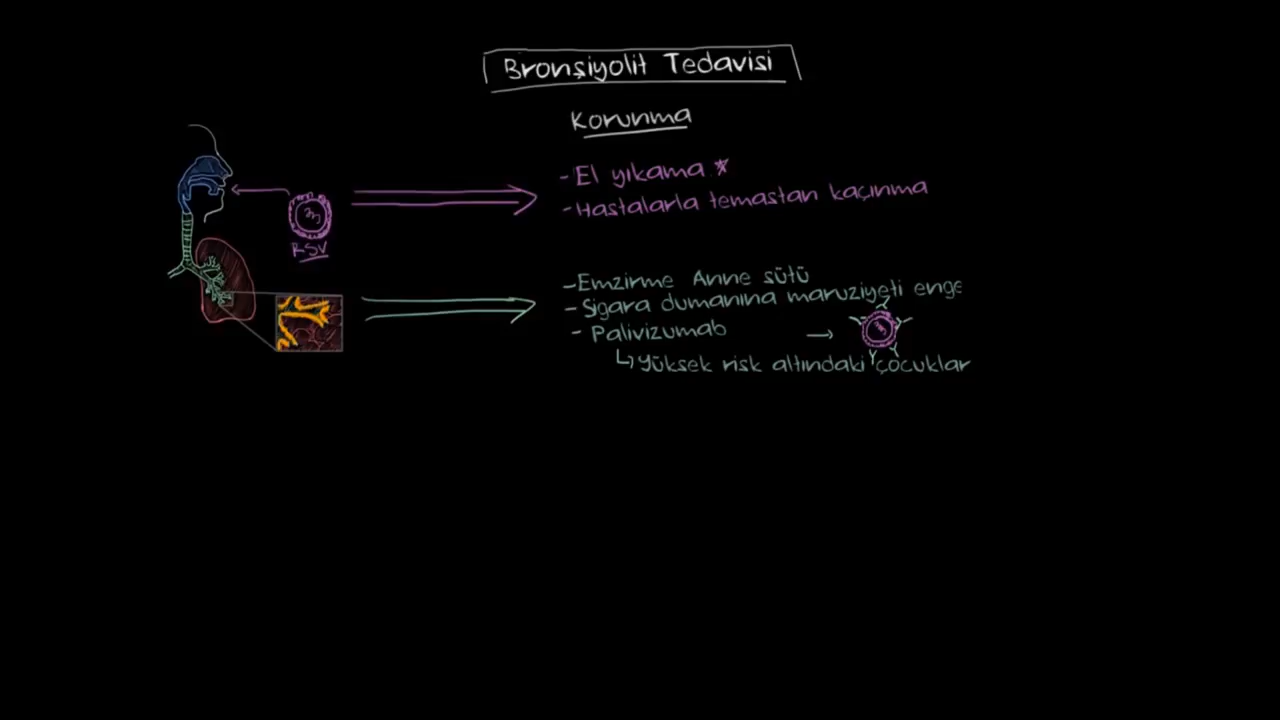 Bronşiyolit Tedavisi
Korunma
- El yıkama *
- Hastalarla temastan kaçınma
RSV
- Emzirme Anne sütü
- Sigara dumanına maruziyeti enge
- Palivizumab →
↳ Yüksek risk altındaki çocuklar